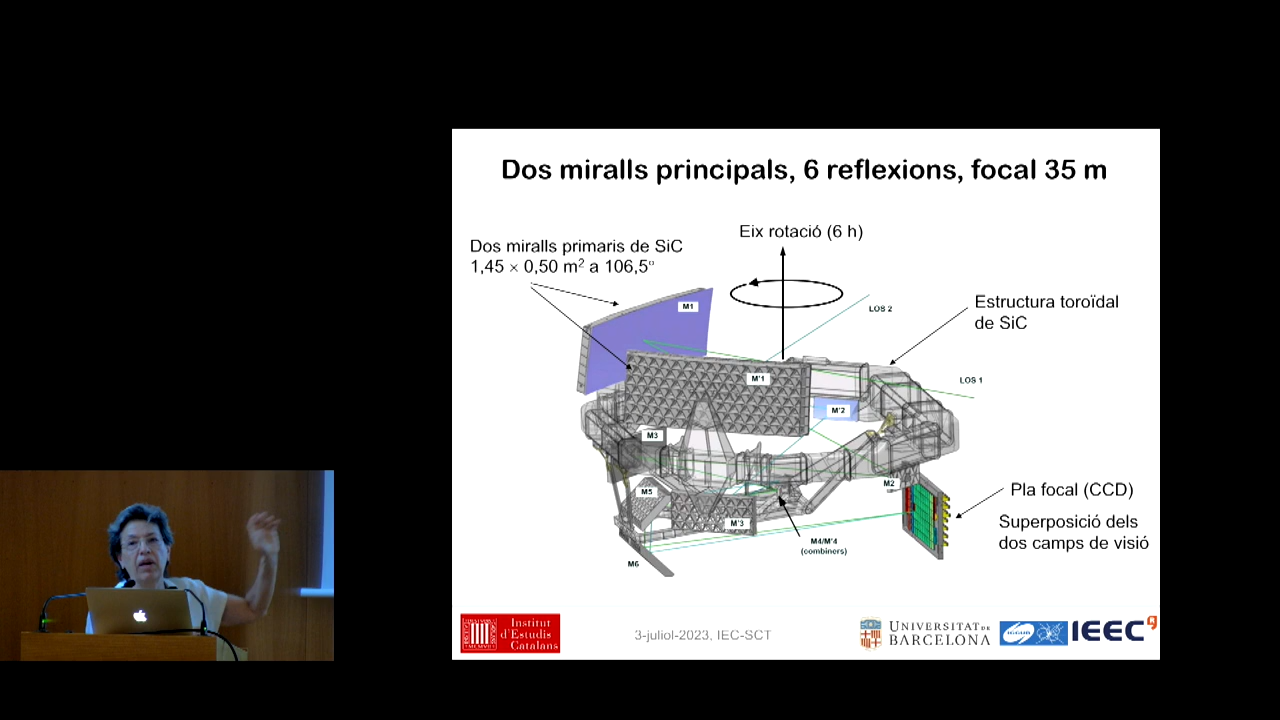 Dos miralls principals, 6 reflexions, focal 35 m
Eix rotació (6 h)
Dos miralls primaris de SiC
1,45 × 0,50 m² a 106,5°
Estructura toroïdal
de SiC
M1
LOS 2
LOS 1
M'1
M'2
M3
M2
M5
M'3
M4/M'4
(combiners)
M6
Pla focal (CCD)
Superposició dels
dos camps de visió
Institut
d'Estudis
Catalans
3-juliol-2023, IEC-SCT
UNIVERSITAT DE
BARCELONA
ICCUB
IEEC